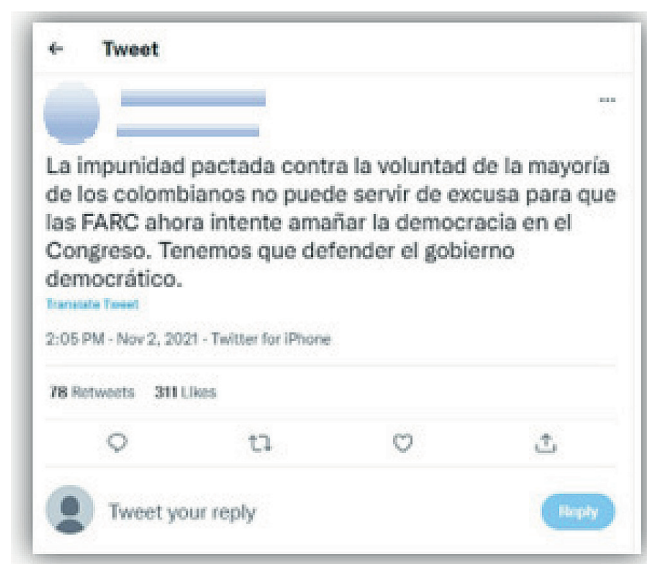 Tweet
La impunidad pactada contra la voluntad de la mayoría
de los colombianos no puede servir de excusa para que
las FARC ahora intente amañar la democracia en el
Congreso. Tenemos que defender el gobierno
democrático.
Translate Tweet
2:05 PM - Nov 2, 2021 - Twitter for iPhone
78 Retweets 311 Likes
Tweet your reply
Reply